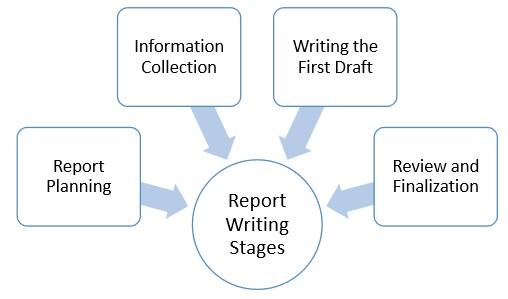 Information
Collection
Writing the
First Draft
Report
Planning
Review and
Finalization
Report
Writing
Stages